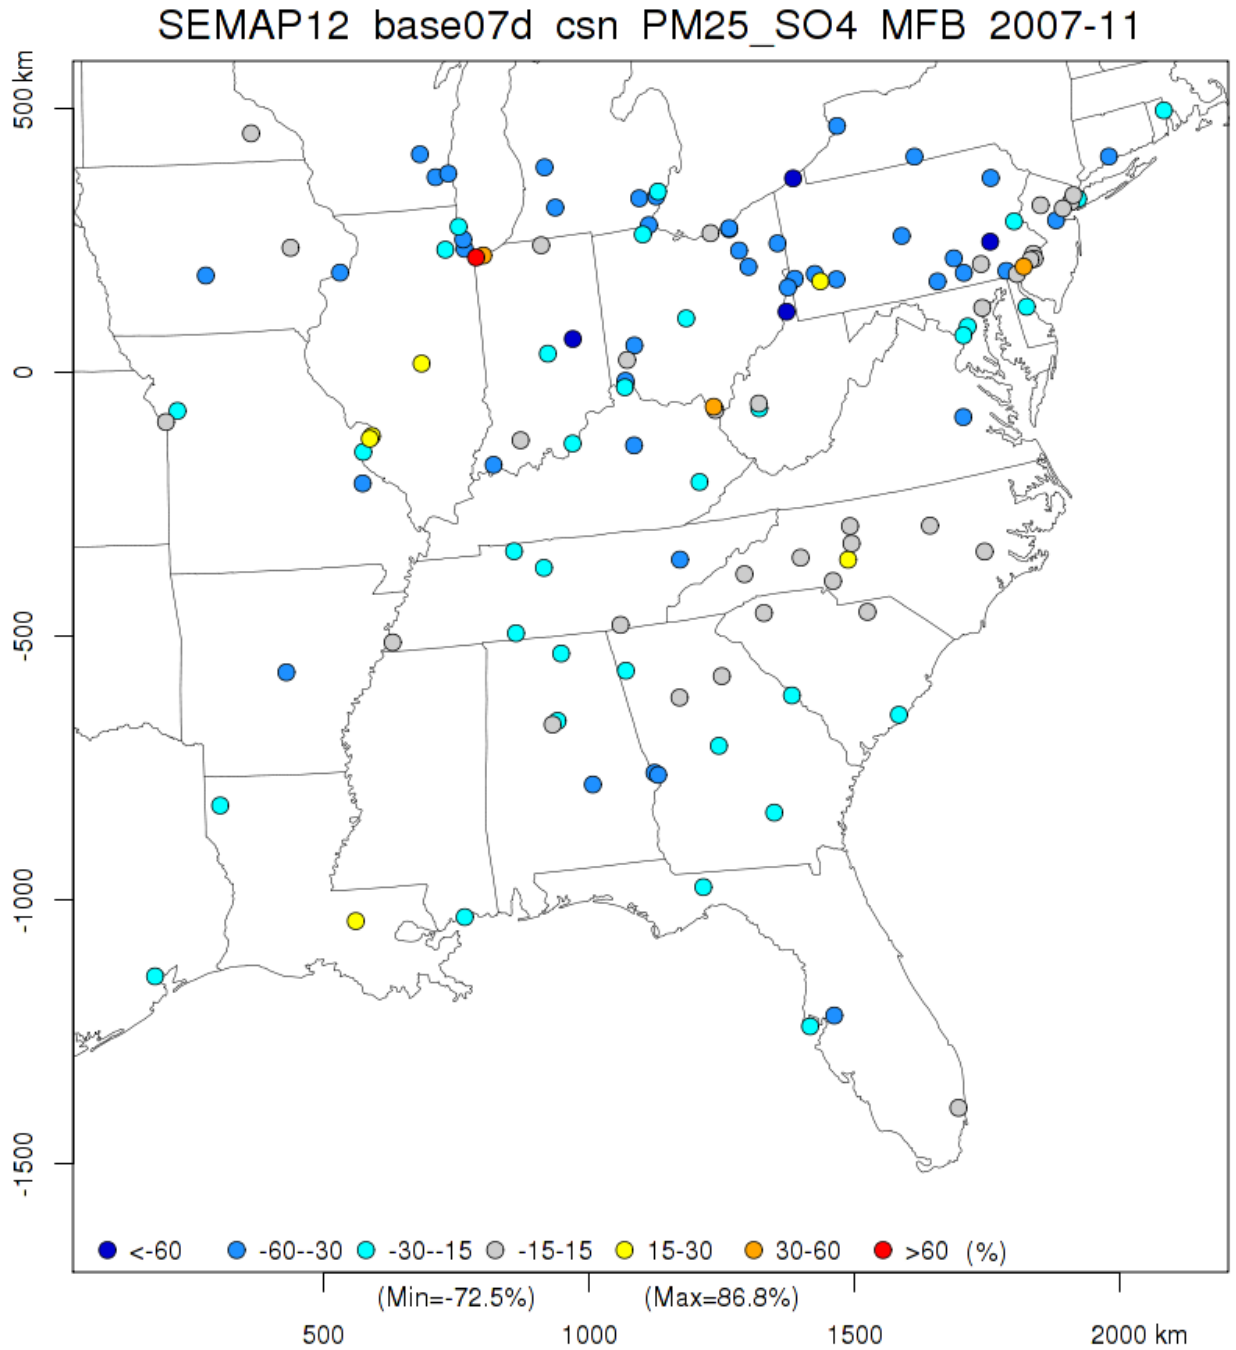 SEMAP12 base07d csn PM25_SO4 MFB 2007-11
500 km
0
-500
-1000
-1500
<-60 -60--30 -30--15 -15-15 15-30 30-60 >60 (%)
(Min=-72.5%) (Max=86.8%)
500 1000 1500 2000 km